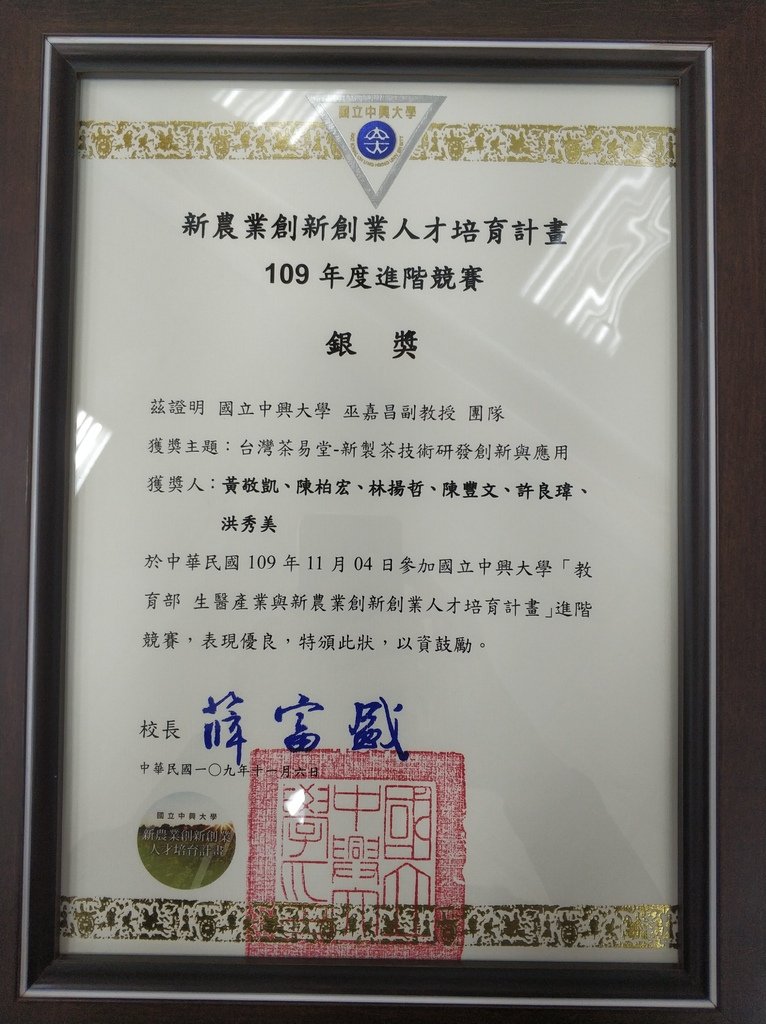 國立中興大學
新農業創新創業人才培育計畫
109 年度進階競賽
銀 獎
茲證明 國立中興大學 巫嘉昌副教授 團隊
獲獎主題：台灣茶易堂-新製茶技術研發創新與應用
獲獎人：黃敬凱、陳柏宏、林揚哲、陳豐文、許良瑋、
洪秀美
於中華民國 109 年 11 月 04 日參加國立中興大學「教
育部 生醫產業與新農業創新創業人才培育計畫」進階
競賽，表現優良，特頒此狀，以資鼓勵。
校長 薛富盛
中華民國一〇九年十一月六日
國立中興大學
新農業創新創業
人才培育計畫
國立中興大學